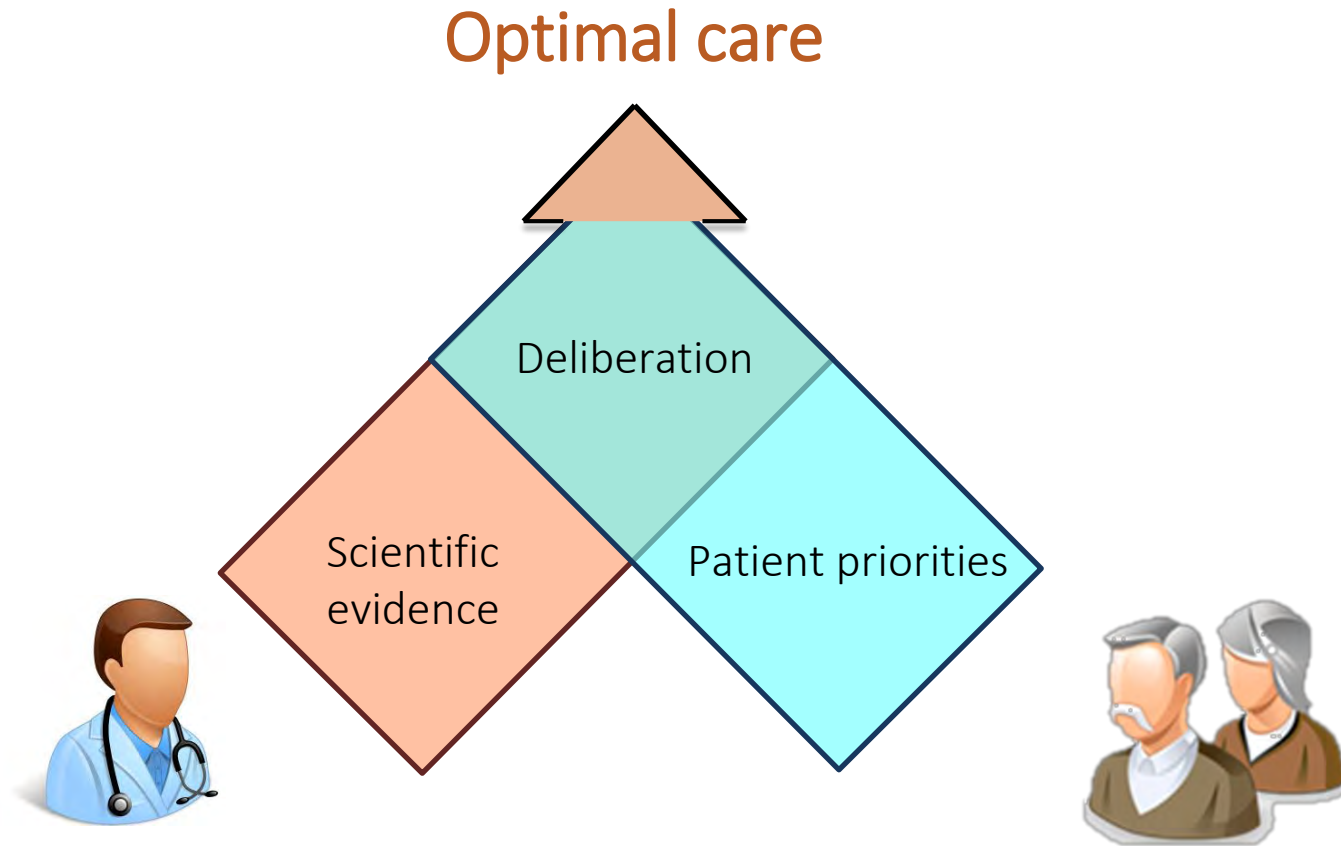 Optimal care
Deliberation
Scientific
evidence
Patient priorities